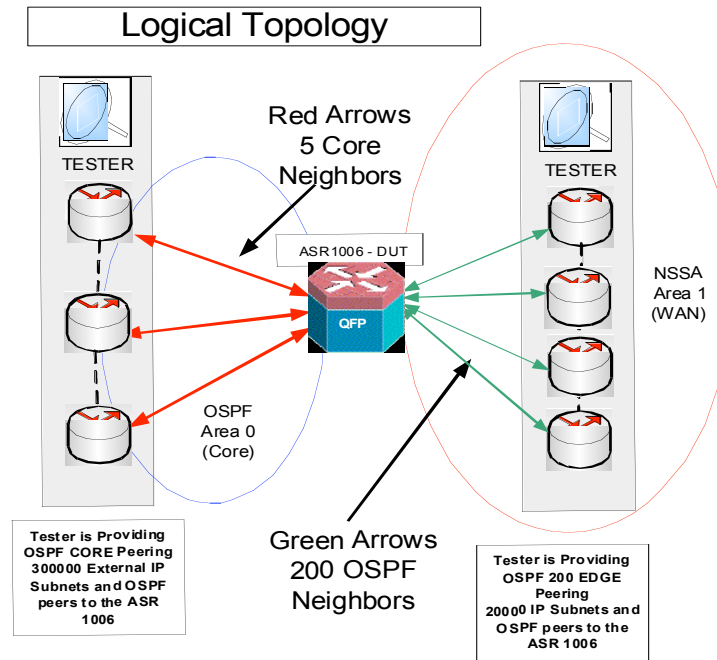 Logical Topology
TESTER
Red Arrows
5 Core
Neighbors
TESTER
ASR1006 - DUT
QFP
NSSA
Area 1
(WAN)
OSPF
Area 0
(Core)
Tester is Providing
OSPF CORE Peering
300000 External IP
Subnets and OSPF
peers to the ASR
1006
Green Arrows
200 OSPF
Neighbors
Tester is Providing
OSPF 200 EDGE
Peering
20000 IP Subnets and
OSPF peers to the
ASR 1006